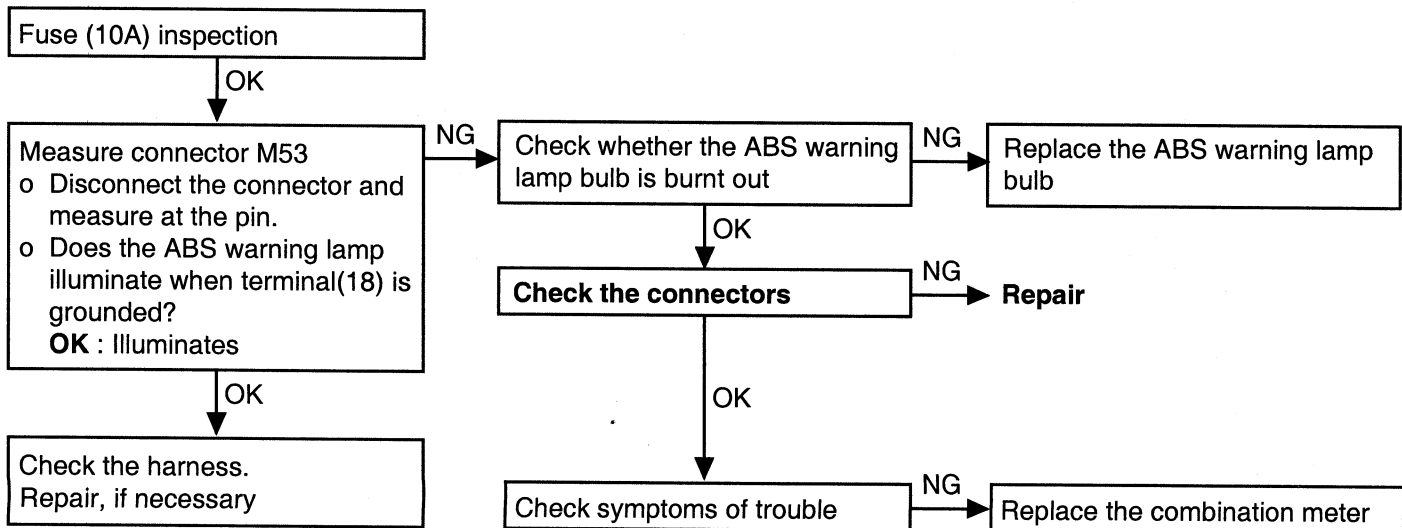 Fuse (10A) inspection
OK
Measure connector M53
o Disconnect the connector and
measure at the pin.
o Does the ABS warning lamp
illuminate when terminal(18) is
grounded?
OK : Illuminates
OK
Check the harness.
Repair, if necessary
NG
Check whether the ABS warning
lamp bulb is burnt out
NG
Replace the ABS warning lamp
bulb
OK
Check the connectors
NG
Repair
OK
Check symptoms of trouble
NG
Replace the combination meter